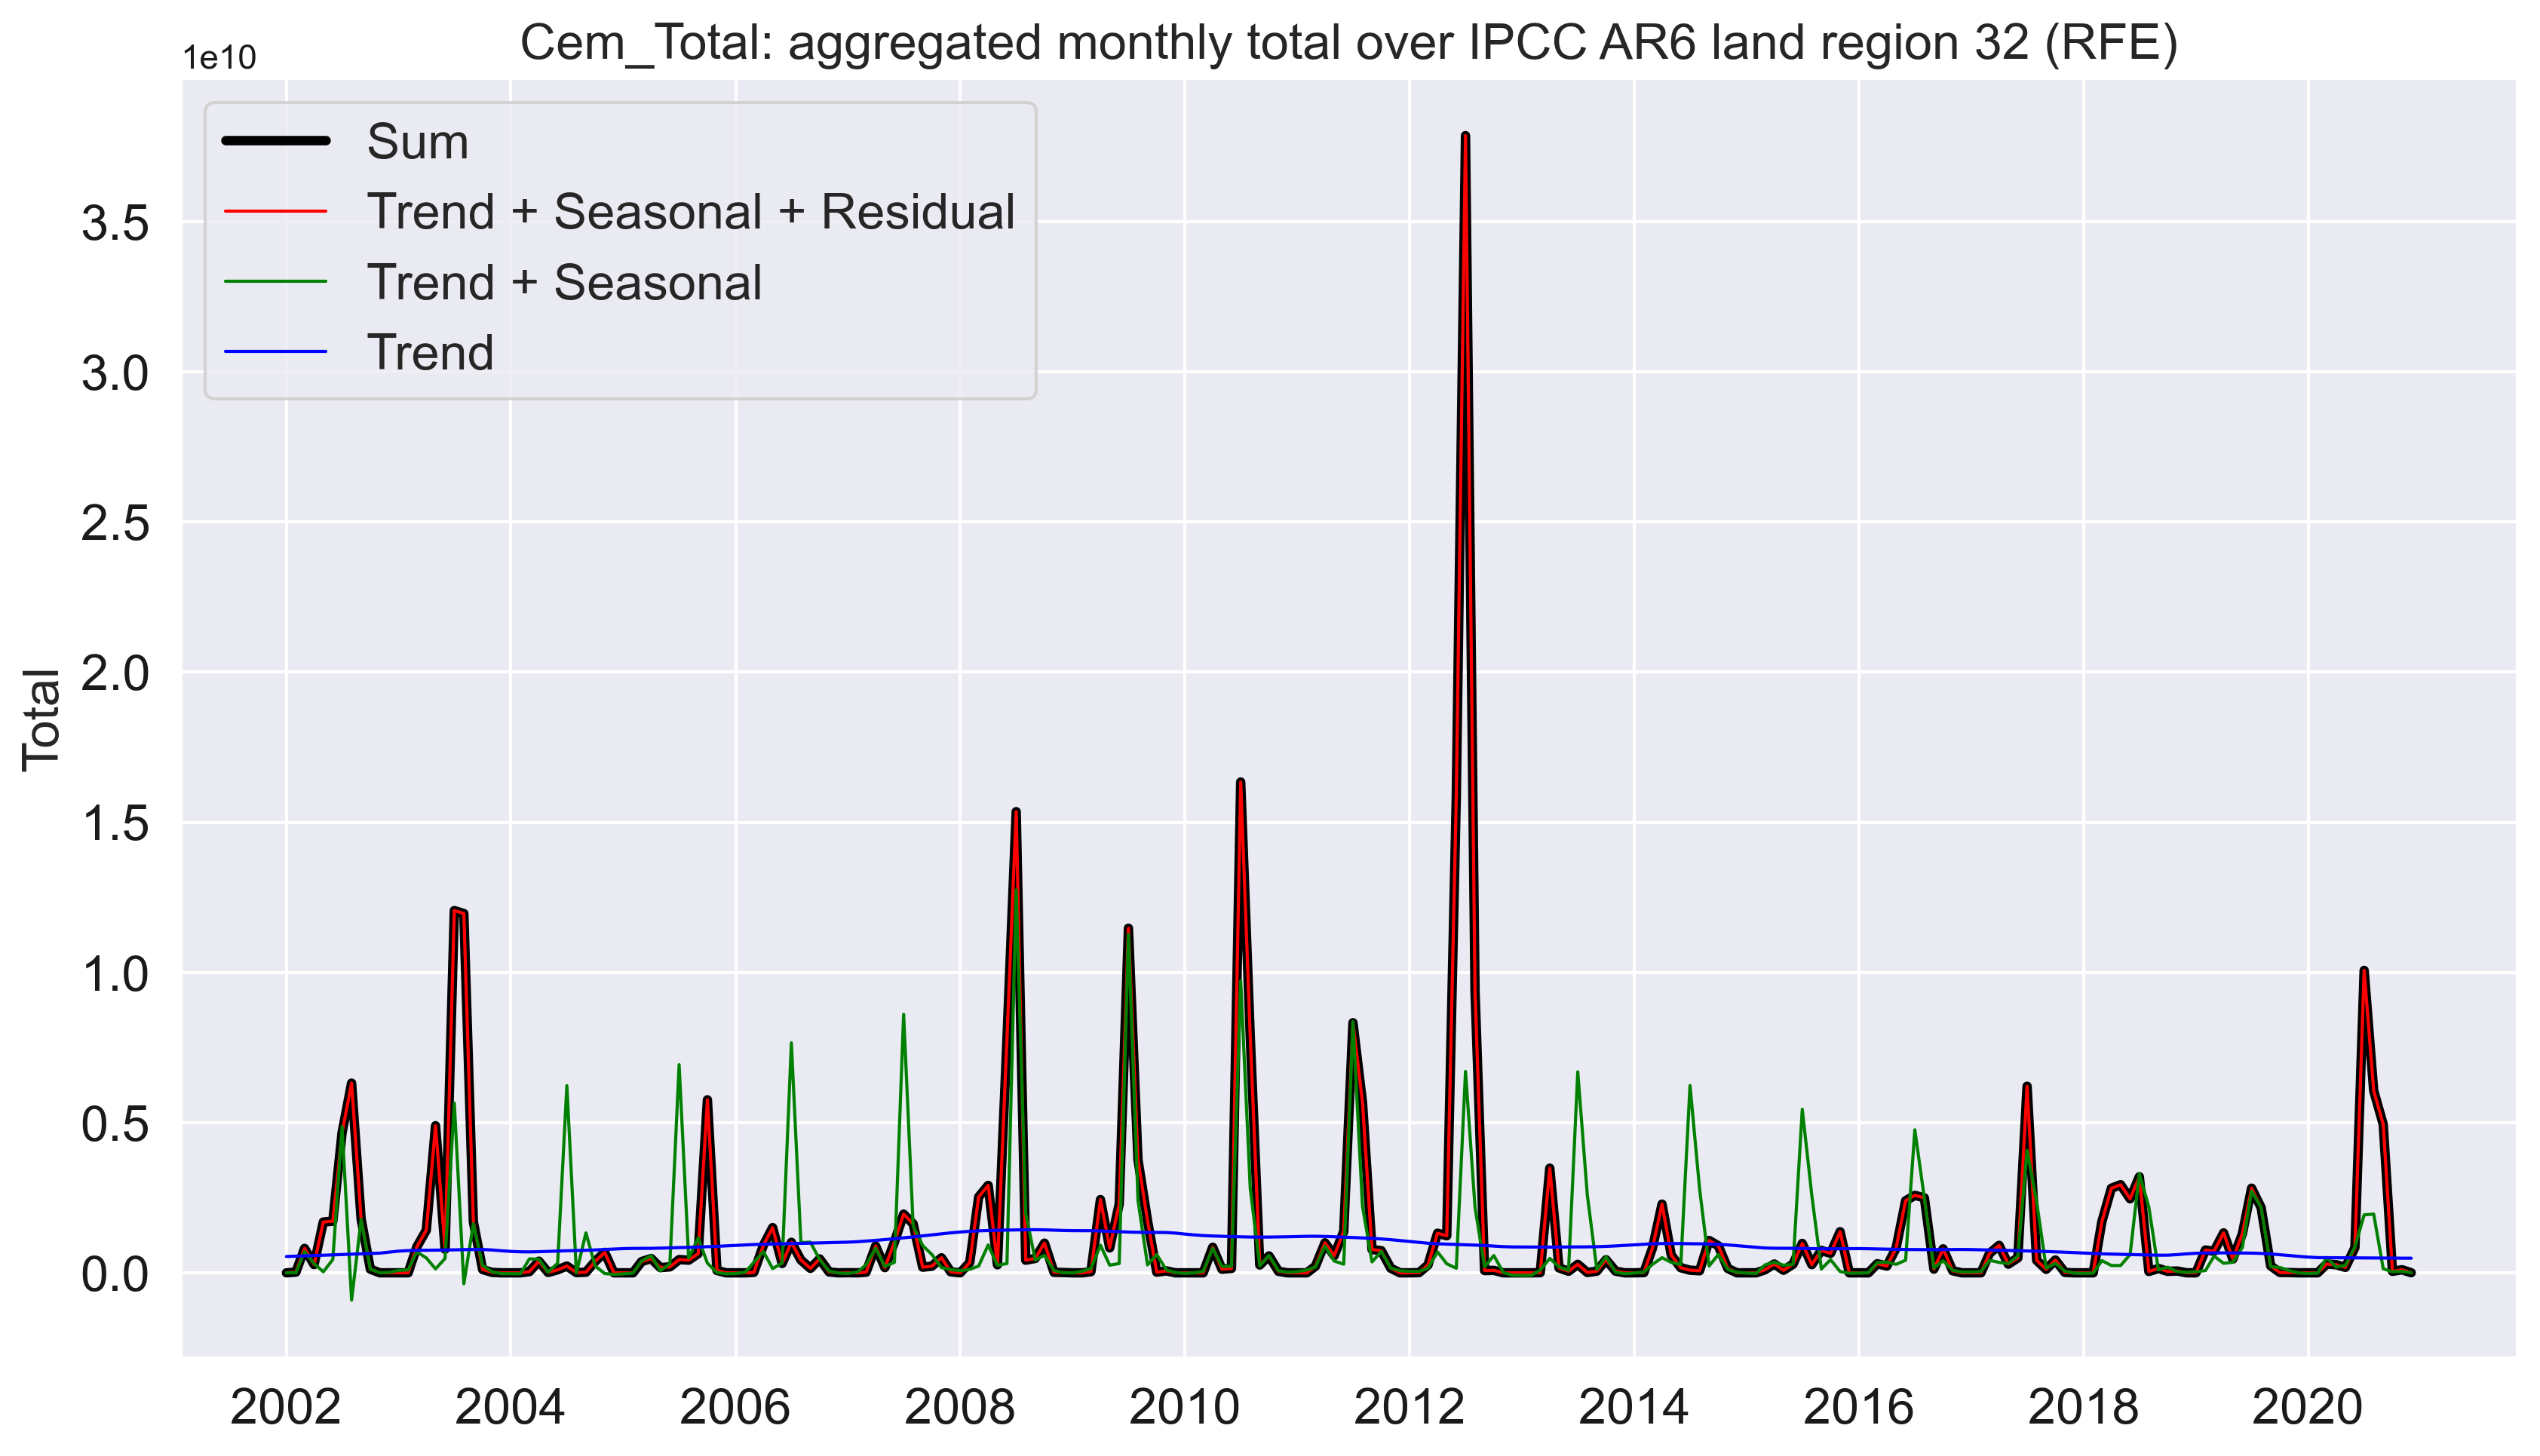 Cem_Total: aggregated monthly total over IPCC AR6 land region 32 (RFE)
1e10
Sum
Trend + Seasonal + Residual
Trend + Seasonal
Trend
3.5
3.0
2.5
2.0
1.5
1.0
0.5
0.0
Total
2002 2004 2006 2008 2010 2012 2014 2016 2018 2020